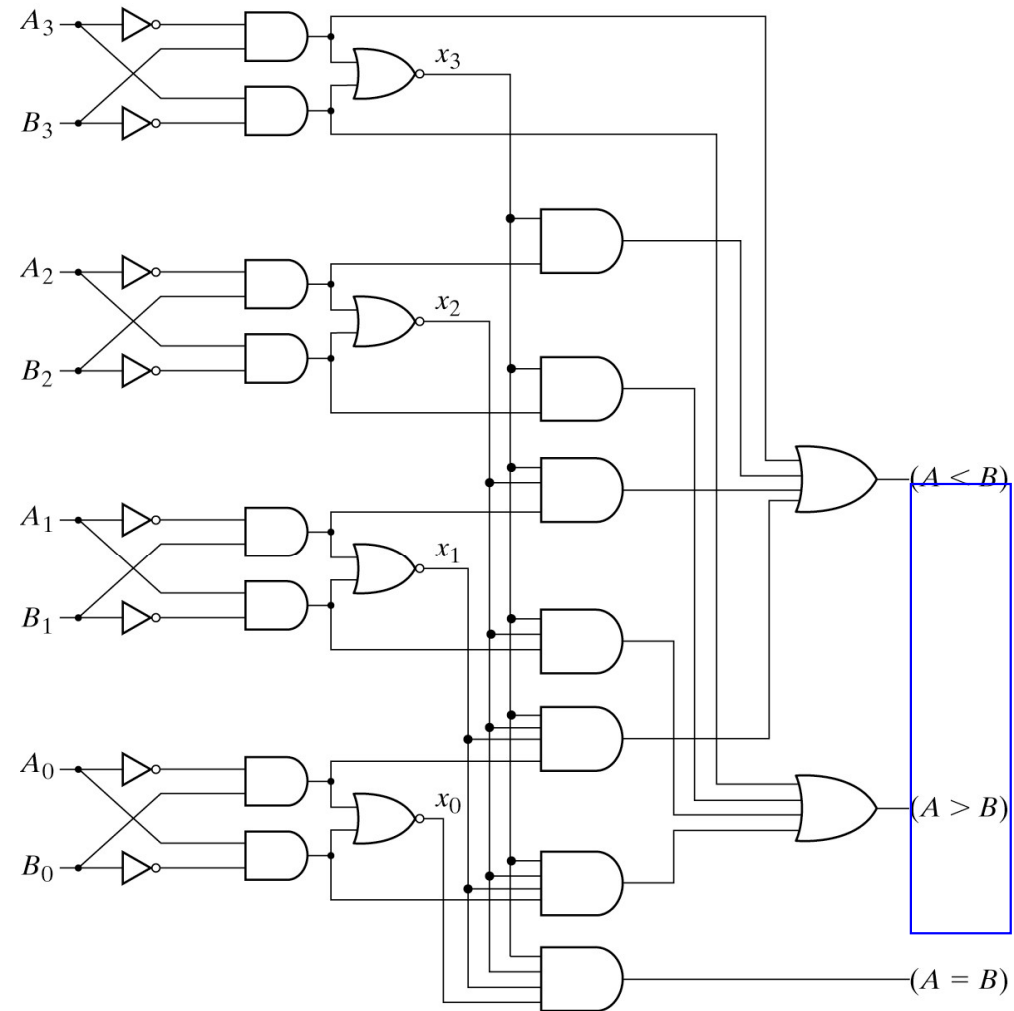 A₃
x₃
B₃
A₂
x₂
B₂
(A < B)
A₁
x₁
B₁
A₀
x₀
(A > B)
B₀
(A = B)